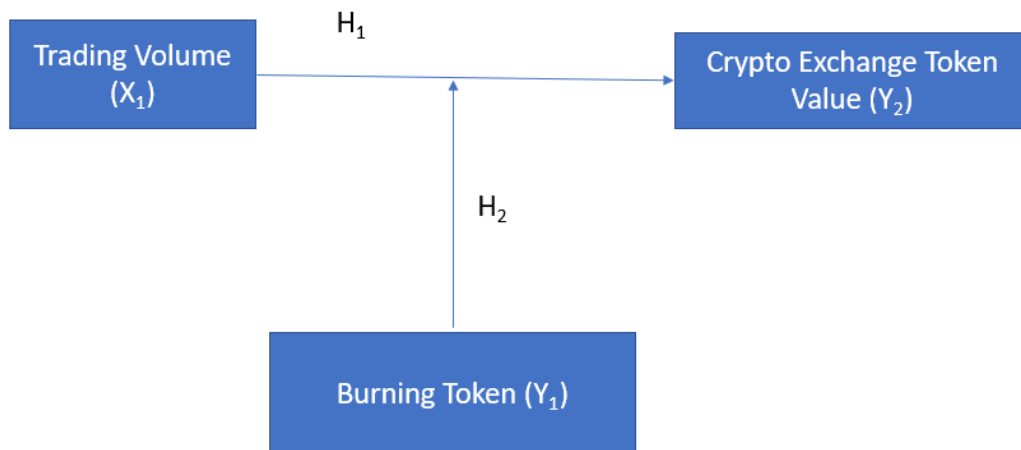 H₁
Trading Volume
(X₁)
Crypto Exchange Token
Value (Y₂)
H₂
Burning Token (Y₁)